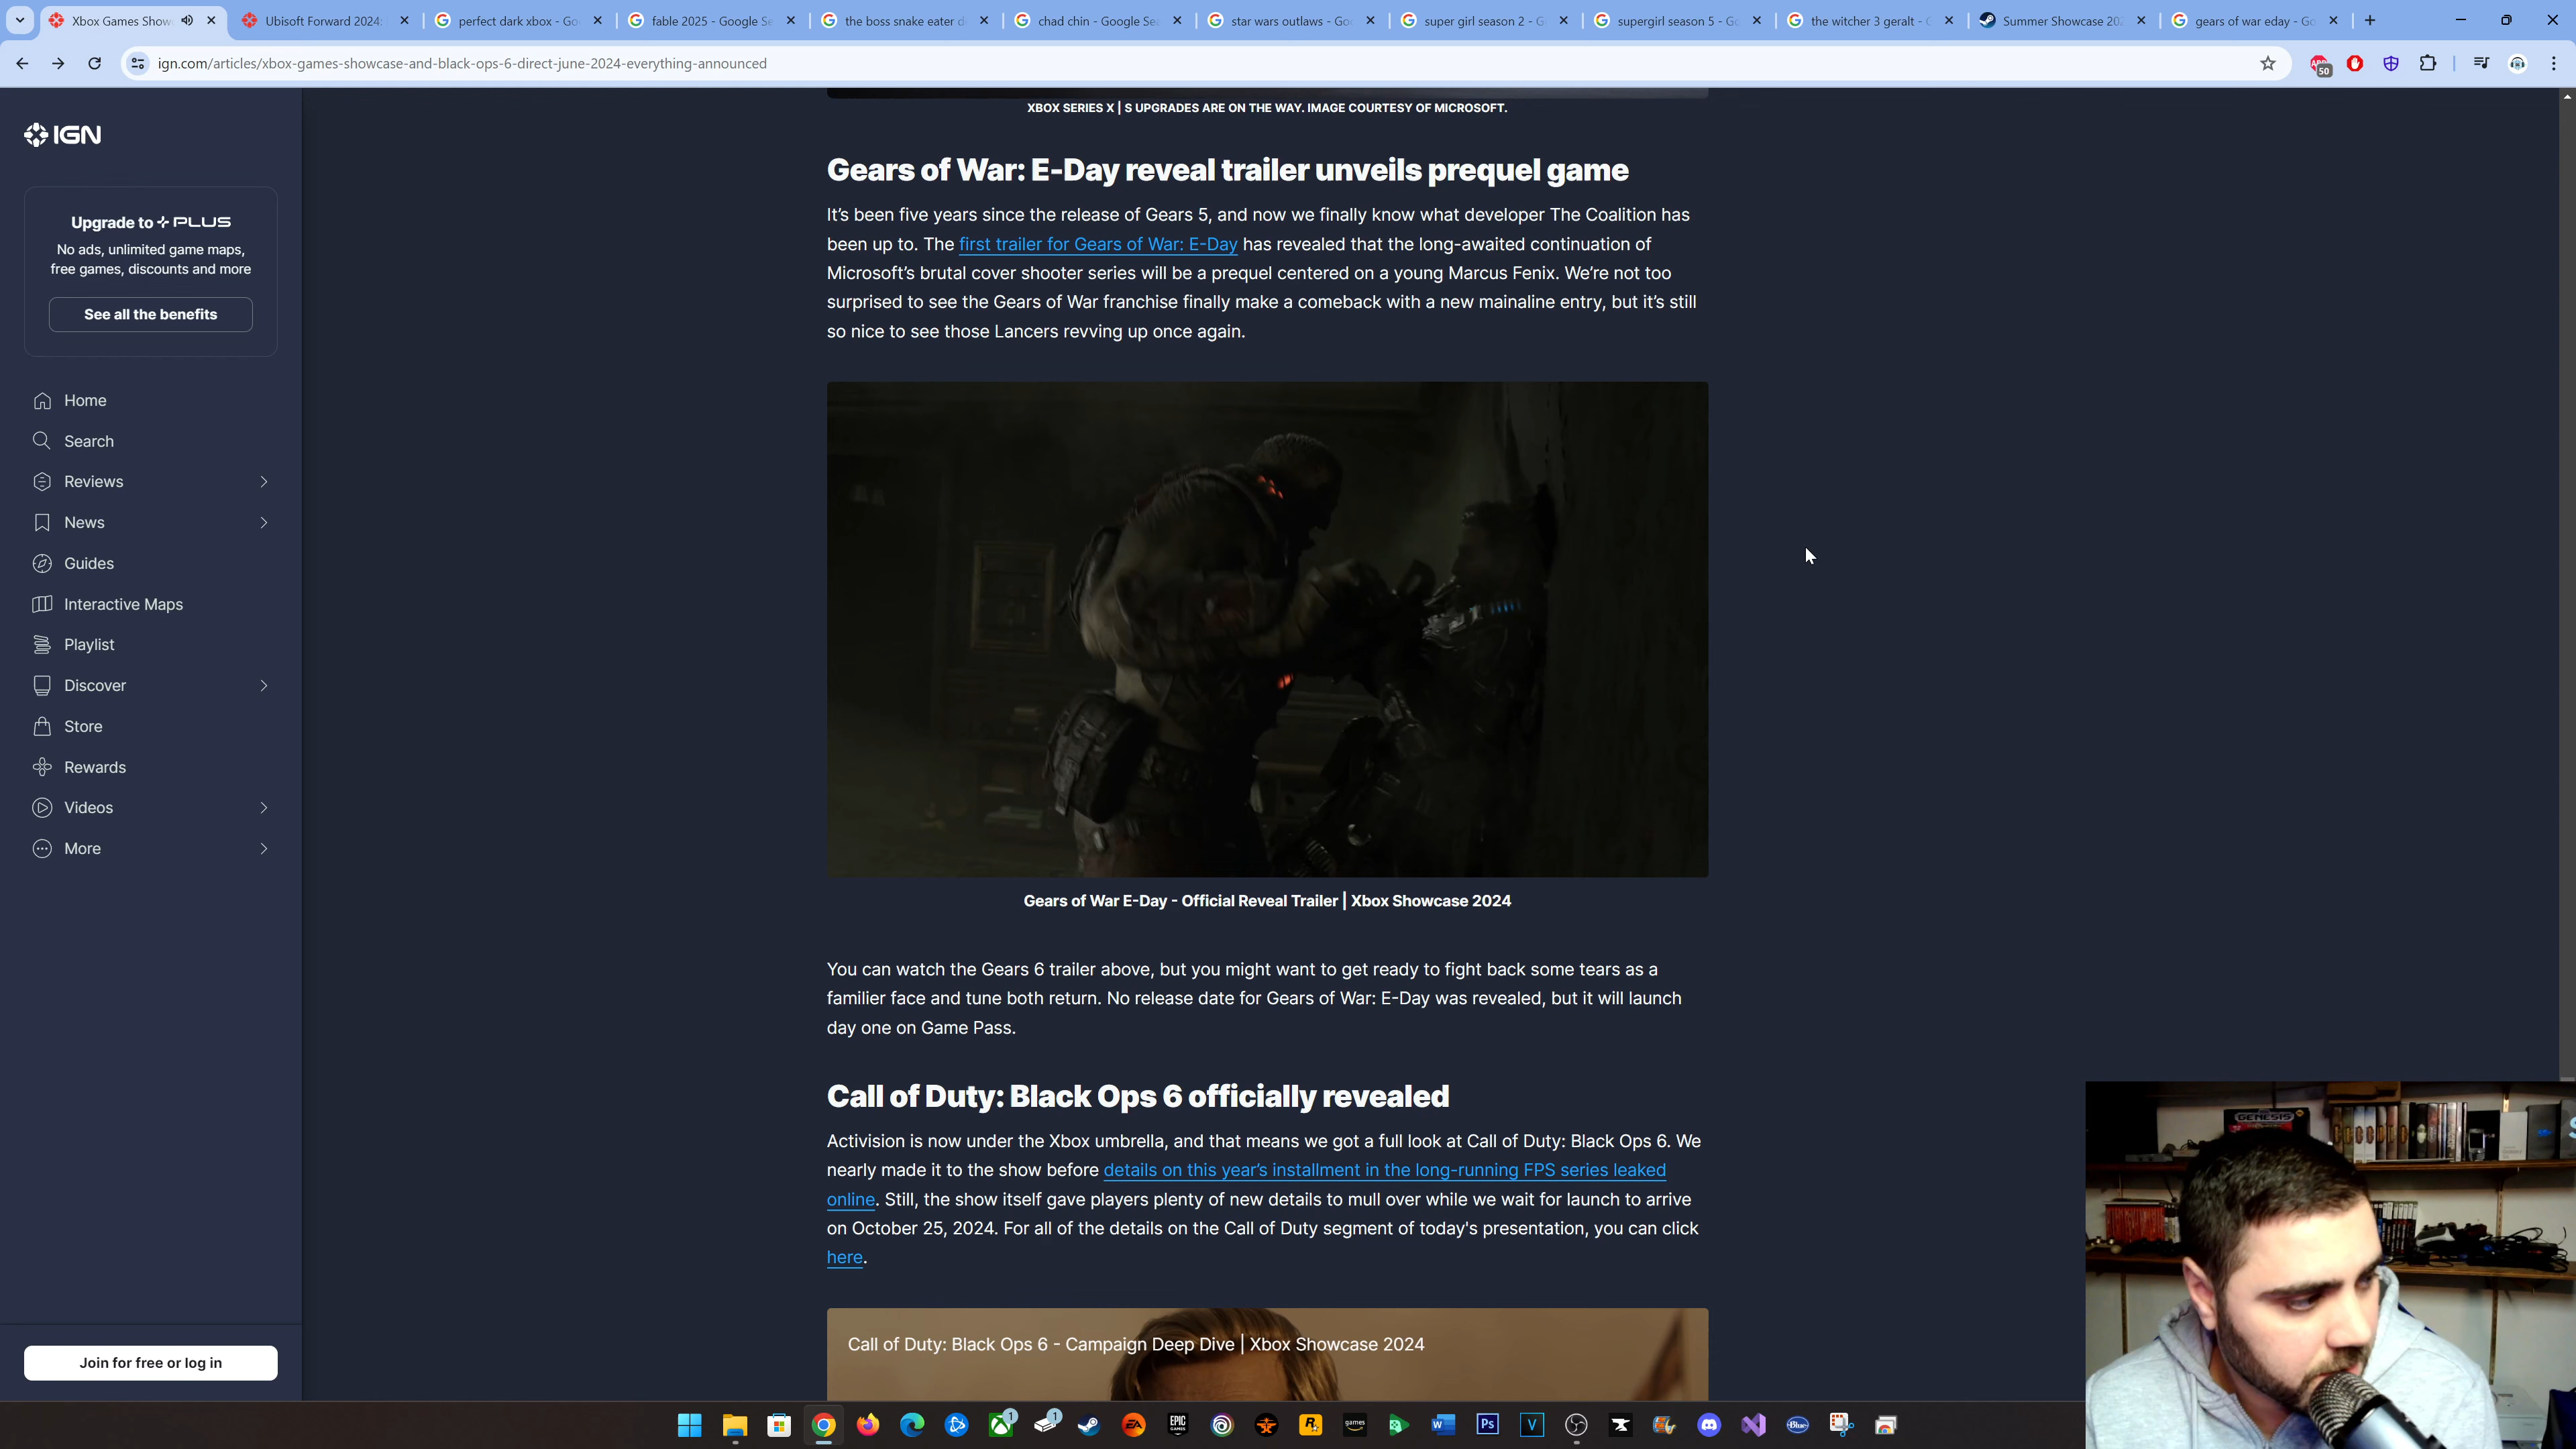 Xbox Games Show
Ubisoft Forward 2024:
perfect dark xbox - Go
fable 2025 - Google Se
the boss snake eater d
chad chin - Google Sea
star wars outlaws - Goo
super girl season 2 - G
supergirl season 5 - Go
the witcher 3 geralt - G
Summer Showcase 202
gears of war eday - Go
ign.com/articles/xbox-games-showcase-and-black-ops-6-direct-june-2024-everything-announced
50
IGN
Upgrade to PLUS
No ads, unlimited game maps,
free games, discounts and more
See all the benefits
Home
Search
Reviews
News
Guides
Interactive Maps
Playlist
Discover
Store
Rewards
Videos
More
Join for free or log in
XBOX SERIES X | S UPGRADES ARE ON THE WAY. IMAGE COURTESY OF MICROSOFT.
Gears of War: E-Day reveal trailer unveils prequel game
It's been five years since the release of Gears 5, and now we finally know what developer The Coalition has
been up to. The first trailer for Gears of War: E-Day has revealed that the long-awaited continuation of
Microsoft's brutal cover shooter series will be a prequel centered on a young Marcus Fenix. We're not too
surprised to see the Gears of War franchise finally make a comeback with a new mainaline entry, but it's still
so nice to see those Lancers revving up once again.
Gears of War E-Day - Official Reveal Trailer | Xbox Showcase 2024
You can watch the Gears 6 trailer above, but you might want to get ready to fight back some tears as a
familier face and tune both return. No release date for Gears of War: E-Day was revealed, but it will launch
day one on Game Pass.
Call of Duty: Black Ops 6 officially revealed
Activision is now under the Xbox umbrella, and that means we got a full look at Call of Duty: Black Ops 6. We
nearly made it to the show before details on this year's installment in the long-running FPS series leaked
online. Still, the show itself gave players plenty of new details to mull over while we wait for launch to arrive
on October 25, 2024. For all of the details on the Call of Duty segment of today's presentation, you can click
here.
Call of Duty: Black Ops 6 - Campaign Deep Dive | Xbox Showcase 2024
GENESIS
1
1
EA
EPIC
GAMES
R
games
W
Ps
V
Blue